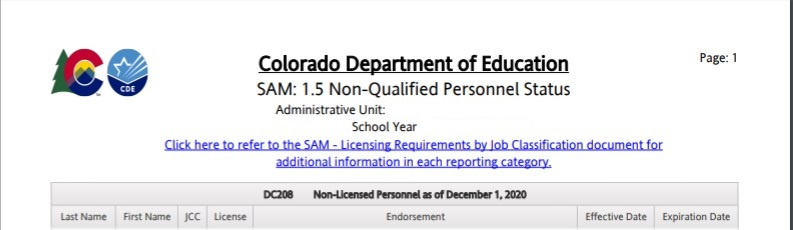 CDE
Colorado Department of Education
Page: 1
SAM: 1.5 Non-Qualified Personnel Status
Administrative Unit:
School Year
Click here to refer to the SAM - Licensing Requirements by Job Classification document for
additional information in each reporting category.
DC208 Non-Licensed Personnel as of December 1, 2020
Last Name First Name JCC License Endorsement Effective Date Expiration Date